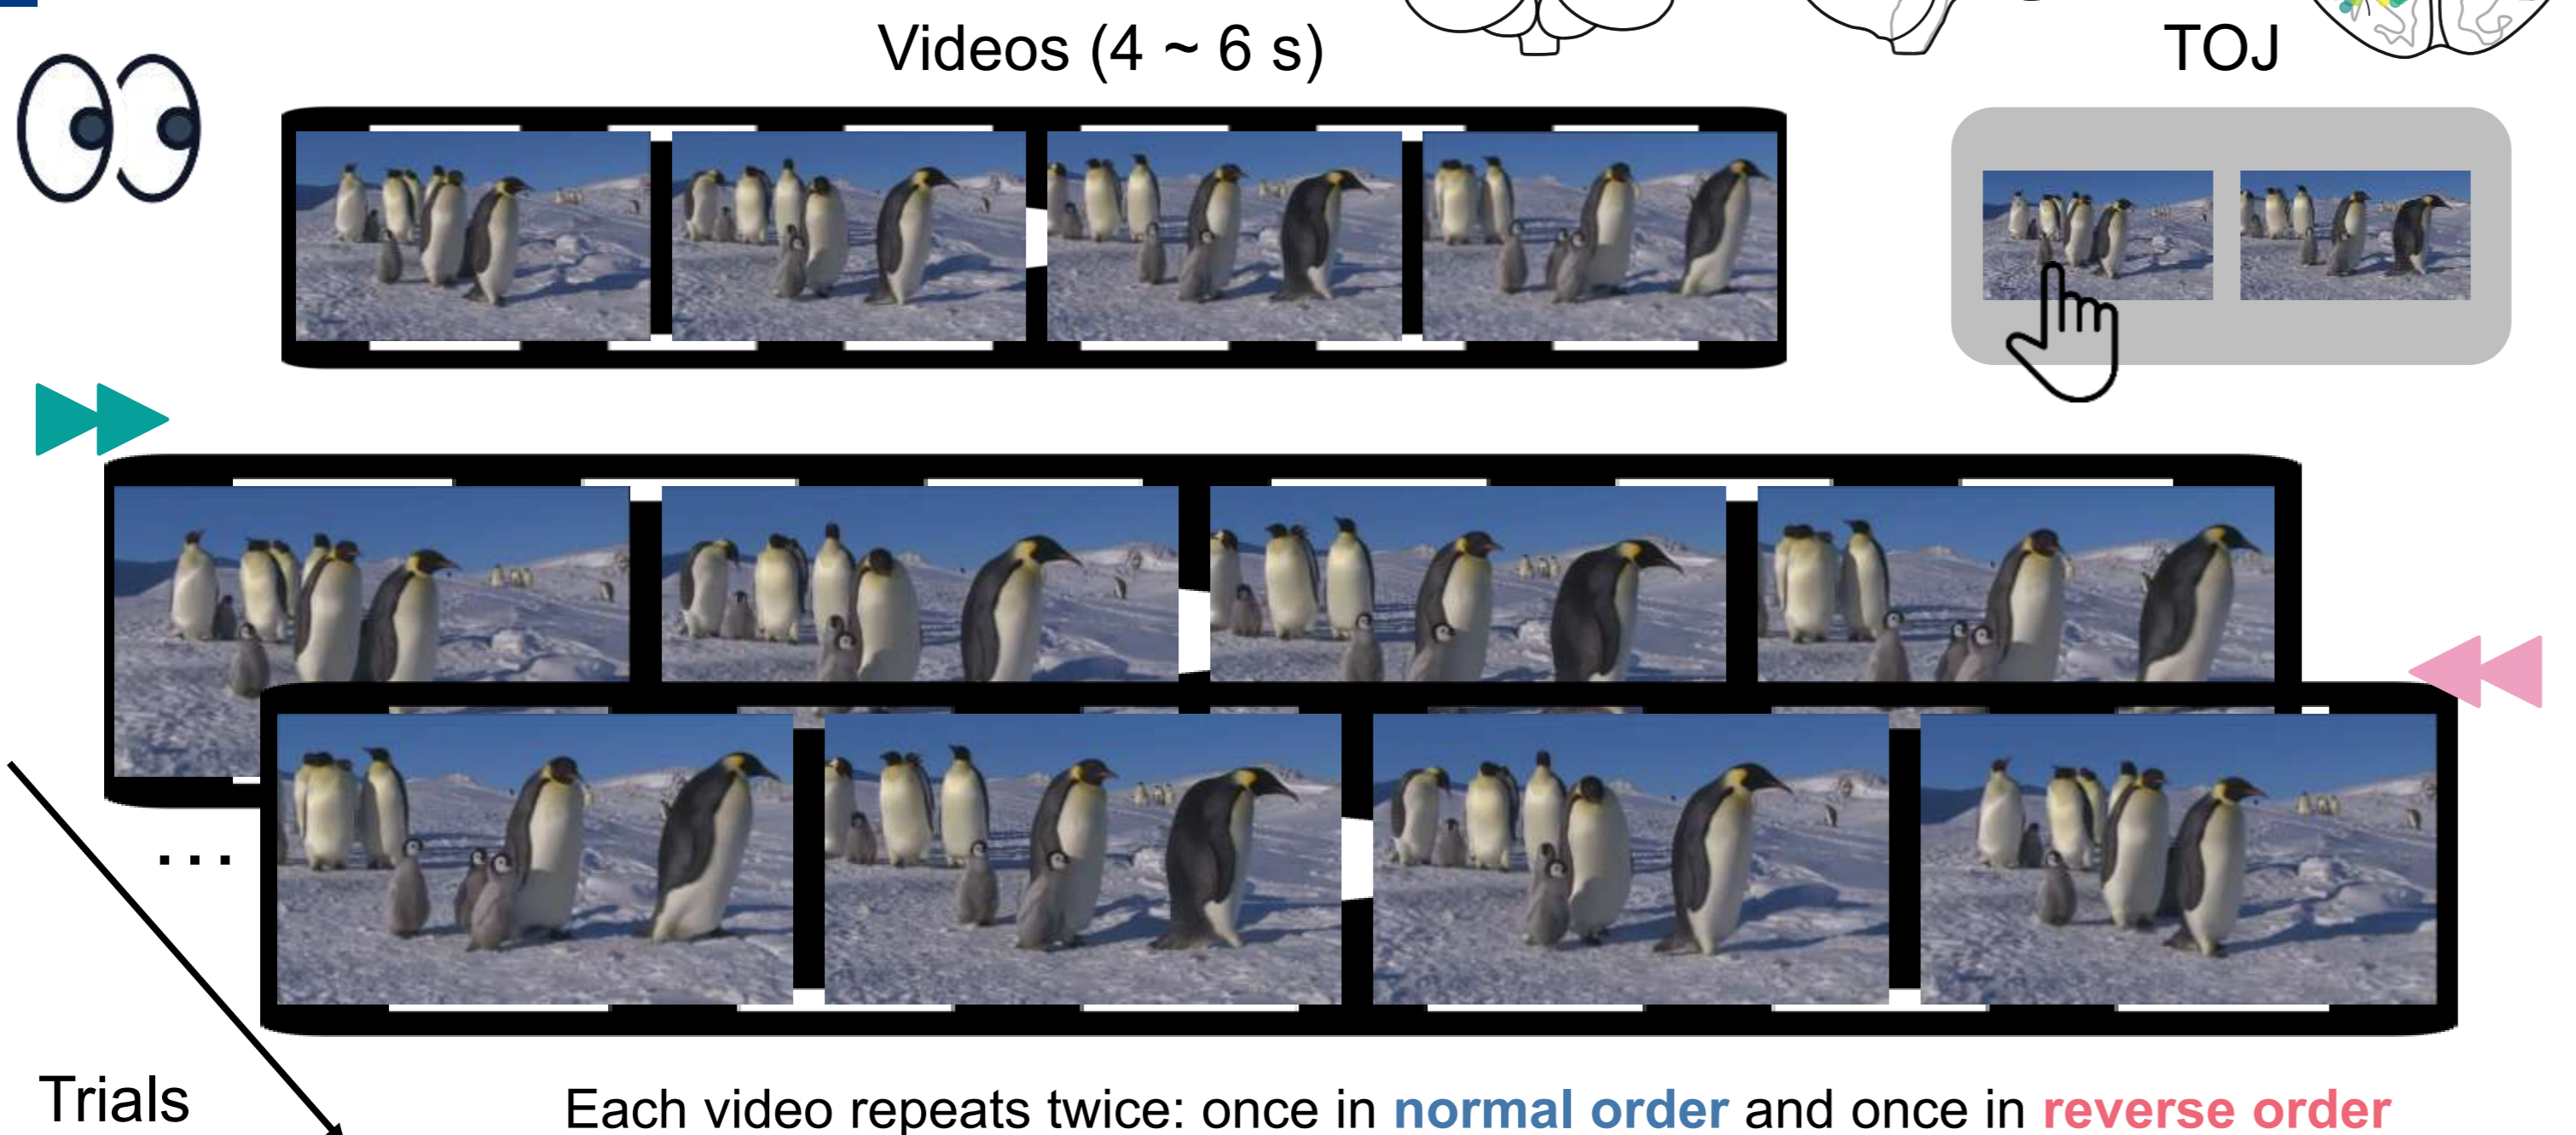 Videos (4 ~ 6 s)
TOJ
...
Trials
Each video repeats twice: once in normal order and once in reverse order